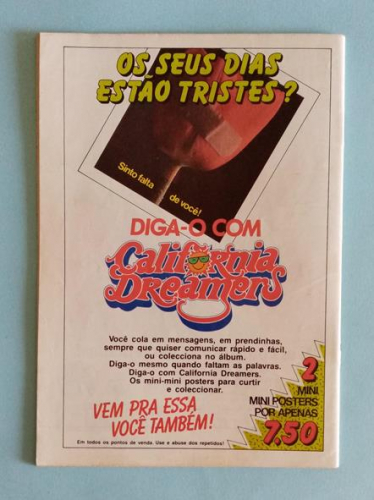 OS SEUS DIAS
ESTÃO TRISTES?
Sinto falta
de você!
DIGA-O COM
California
Dreamers
Você cola em mensagens, em prendinhas,
sempre que quiser comunicar rápido e fácil,
ou colecciona no álbum.
Diga-o mesmo quando faltam as palavras.
Diga-o com California Dreamers.
Os mini-mini posters para curtir
e coleccionar.
VEM PRA ESSA
VOCÊ TAMBÉM!
2
MINI
MINI POSTERS
POR APENAS
7.50
Em todos os pontos de venda. Use e abuse dos repetidos!